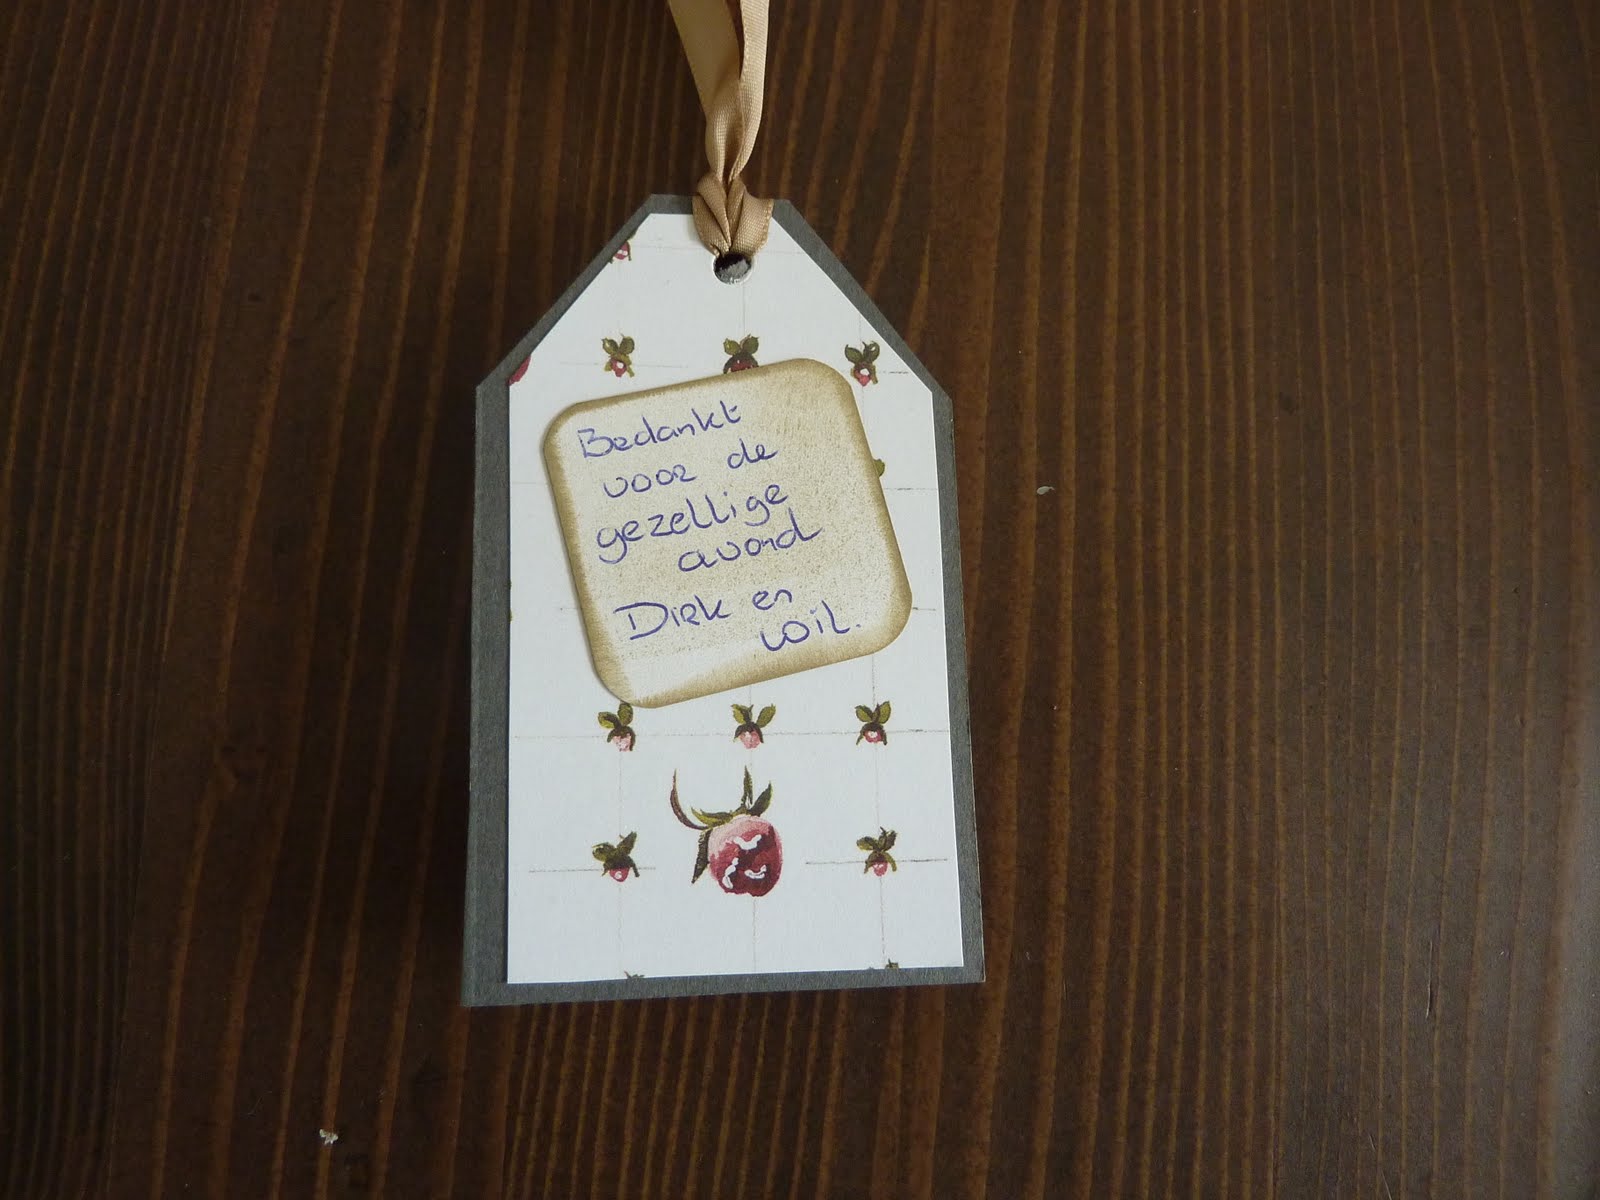 Bedankt
voor de
gezellige
avond
Dirk en
Wil.